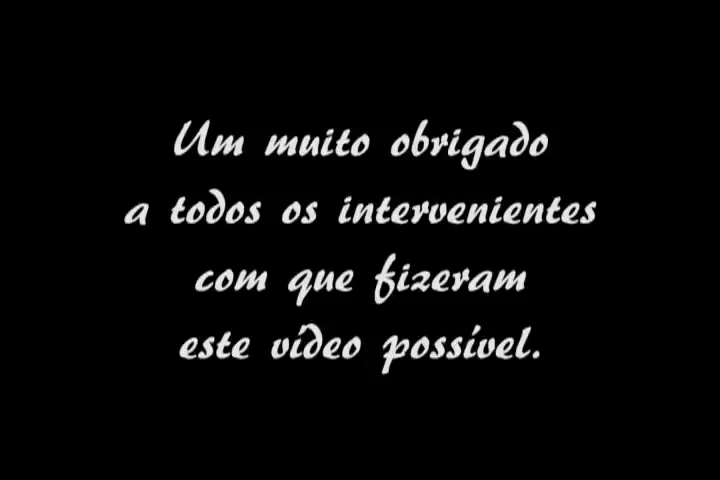 Um muito obrigado
a todos os intervenientes
com que fizeram
este vídeo possível.